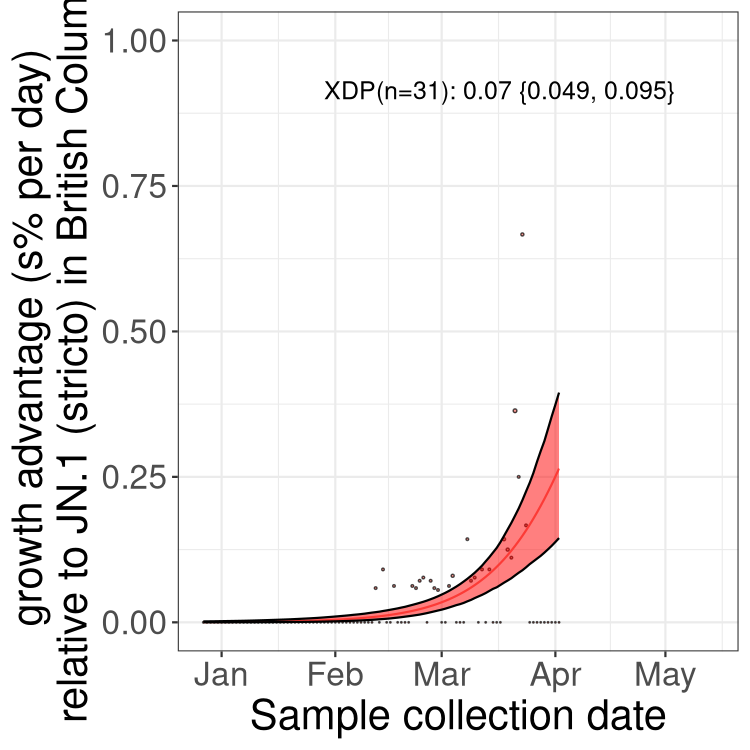 growth advantage (s% per day)
relative to JN.1 (stricto) in British Colum
1.00
0.75
0.50
0.25
0.00
XDP(n=31): 0.07 {0.049, 0.095}
Jan Feb Mar Apr May
Sample collection date